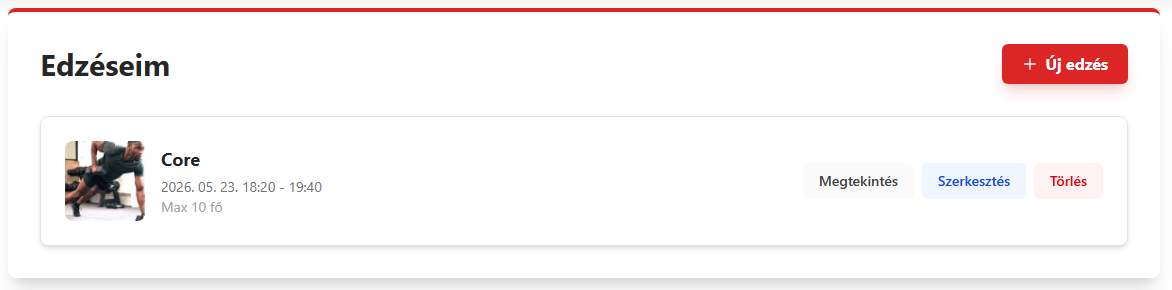 Edzéseim
+ Új edzés
Core
2026. 05. 23. 18:20 - 19:40
Max 10 fő
Megtekintés
Szerkesztés
Törlés